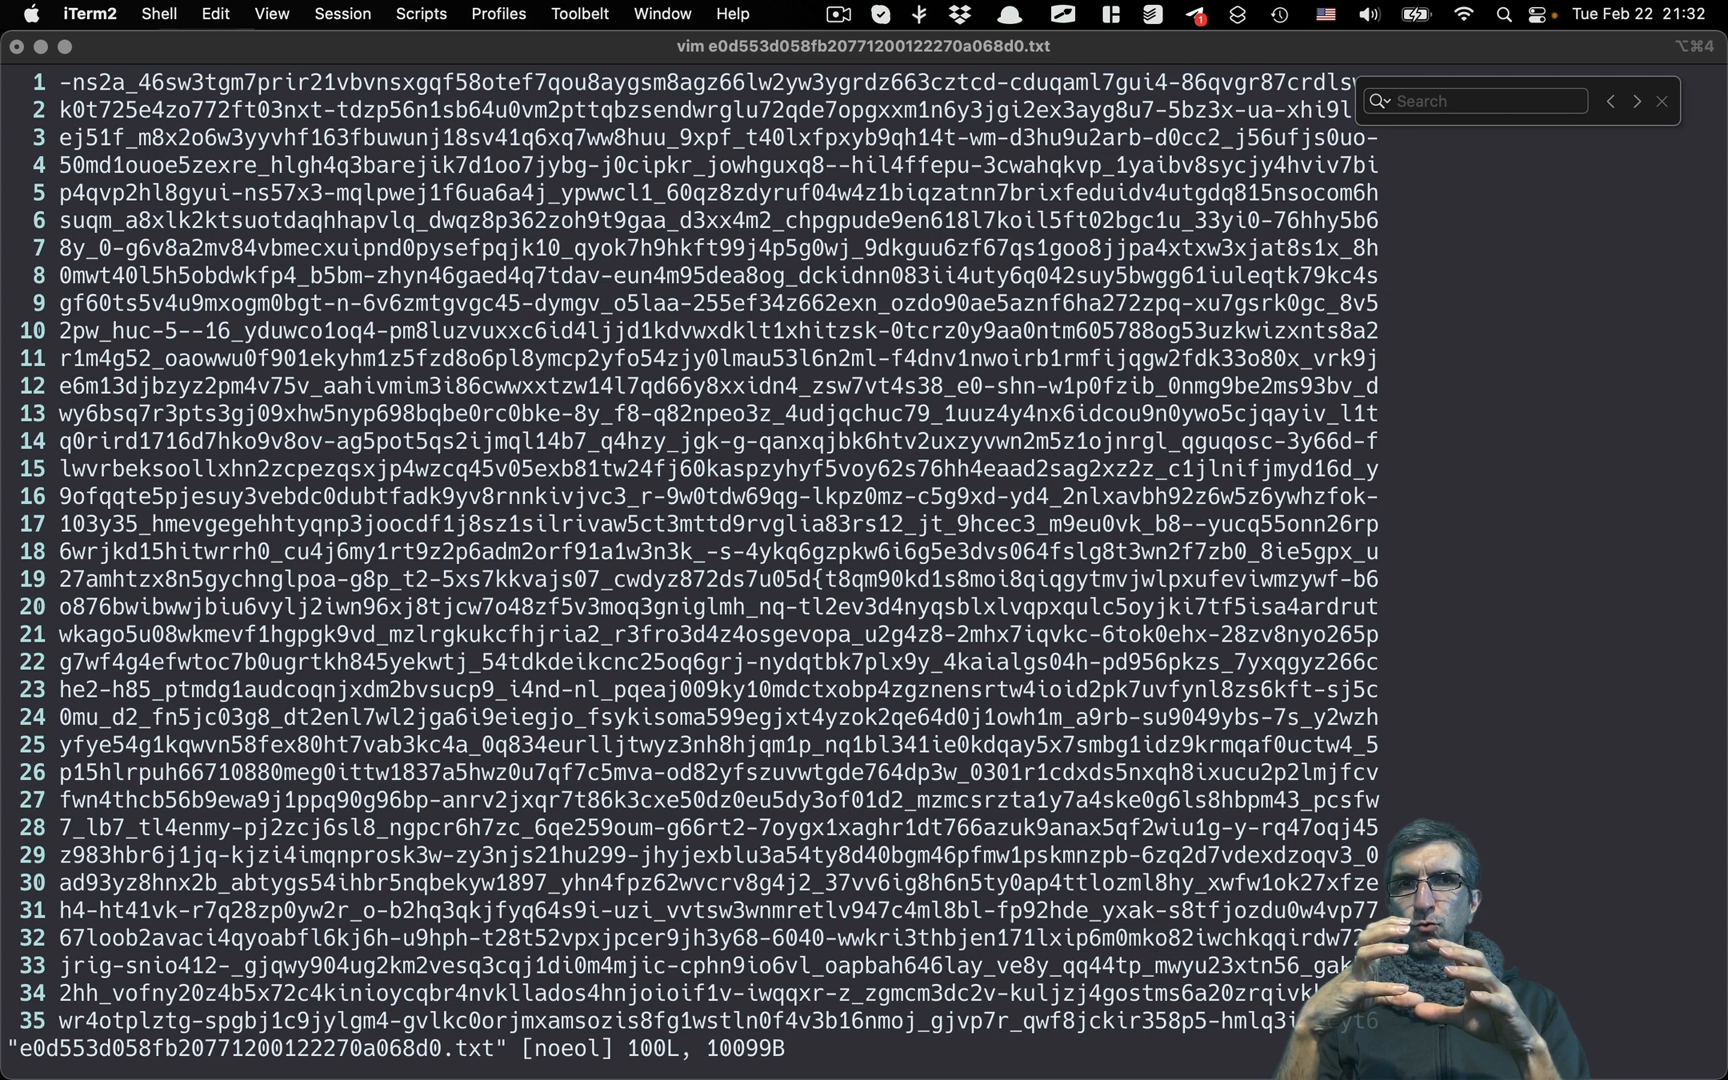 iTerm2 Shell Edit View Session Scripts Profiles Toolbelt Window Help 1 Tue Feb 22 21:32
vim e0d553d058fb20771200122270a068d0.txt ⌥⌘4
Search
1 -ns2a_46sw3tgm7prir21vbvnsxgqf58otef7qou8aygsm8agz66lw2yw3ygrdz663cztcd-cduqaml7gui4-86qvgr87crdls
2 k0t725e4zo772ft03nxt-tdzp56n1sb64u0vm2pttqbzsendwrglu72qde7opgxxm1n6y3jgi2ex3ayg8u7-5bz3x-ua-xhi9l
3 ej51f_m8x2o6w3yyvhf163fbuwunj18sv41q6xq7ww8huu_9xpf_t40lxfpxyb9qh14t-wm-d3hu9u2arb-d0cc2_j56ufjs0uo-
4 50md1ouoe5zexre_hlgh4q3barejik7d1oo7jybg-j0cipkr_jowhguxq8--hil4ffepu-3cwahqkvp_1yaibv8sycjy4hviv7bi
5 p4qvp2hl8gyui-ns57x3-mqlpwej1f6ua6a4j_ypwwcl1_60qz8zdyruf04w4z1biqzatnn7brixfeduidv4utgdq815nsocom6h
6 suqm_a8xlk2ktsuotdaqhhapvlq_dwqz8p362zoh9t9gaa_d3xx4m2_chpgpude9en618l7koil5ft02bgc1u_33yi0-76hhy5b6
7 8y_0-g6v8a2mv84vbmecxuipnd0pysefpqjk10_qyok7h9hkft99j4p5g0wj_9dkguu6zf67qs1goo8jjpa4xtxw3xjat8s1x_8h
8 0mwt40l5h5obdwkfp4_b5bm-zhyn46gaed4q7tdav-eun4m95dea8og_dckidnn083ii4uty6q042suy5bwgg61iuleqtk79kc4s
9 gf60ts5v4u9mxogm0bgt-n-6v6zmtgvgc45-dymgv_o5laa-255ef34z662exn_ozdo90ae5aznf6ha272zpq-xu7gsrk0gc_8v5
10 2pw_huc-5--16_yduwco1oq4-pm8luzvuxxc6id4ljjd1kdvwxdklt1xhitzsk-0tcrz0y9aa0ntm605788og53uzkwizxnts8a2
11 r1m4g52_oaowwu0f901ekyhm1z5fzd8o6pl8ymcp2yfo54zjy0lmau53l6n2ml-f4dnv1nwoirb1rmfijqgw2fdk33o80x_vrk9j
12 e6m13djbzyz2pm4v75v_aahivmim3i86cwwxxtzw14l7qd66y8xxidn4_zsw7vt4s38_e0-shn-w1p0fzib_0nmg9be2ms93bv_d
13 wy6bsq7r3pts3gj09xhw5nyp698bqbe0rc0bke-8y_f8-q82npeo3z_4udjqchuc79_1uuz4y4nx6idcou9n0ywo5cjqayiv_l1t
14 q0rird1716d7hko9v8ov-ag5pot5qs2ijmql14b7_q4hzy_jgk-g-qanxqjbk6htv2uxzyvwn2m5z1ojnrgl_qguqosc-3y66d-f
15 lwvrbeksoollxhn2zcpezqsxjp4wzcq45v05exb81tw24fj60kaspzyhyf5voy62s76hh4eaad2sag2xz2z_c1jlnifjmyd16d_y
16 9ofqqte5pjesuy3vebdc0dubtfadk9yv8rnnkivjvc3_r-9w0tdw69qg-lkpz0mz-c5g9xd-yd4_2nlxavbh92z6w5z6ywhzfok-
17 103y35_hmevgegehhtyqnp3joocdf1j8sz1silrivaw5ct3mttd9rvglia83rs12_jt_9hcec3_m9eu0vk_b8--yucq55onn26rp
18 6wrjkd15hitwrrh0_cu4j6my1rt9z2p6adm2orf91a1w3n3k_-s-4ykq6gzpkw6i6g5e3dvs064fslg8t3wn2f7zb0_8ie5gpx_u
19 27amhtzx8n5gychnglpoa-g8p_t2-5xs7kkvajs07_cwdyz872ds7u05d{t8qm90kd1s8moi8qiqgytmvjwlpxufeviwmzywf-b6
20 o876bwibwwjbiu6vylj2iwn96xj8tjcw7o48zf5v3moq3gniglmh_nq-tl2ev3d4nyqsblxlvqpxqulc5oyjki7tf5isa4ardrut
21 wkago5u08wkmevf1hgpgk9vd_mzlrgkukcfhjria2_r3fro3d4z4osgevopa_u2g4z8-2mhx7iqvkc-6tok0ehx-28zv8nyo265p
22 g7wf4g4efwtoc7b0ugrtkh845yekwtj_54tdkdeikcnc25oq6grj-nydqtbk7plx9y_4kaialgs04h-pd956pkzs_7yxqgyz266c
23 he2-h85_ptmdg1audcoqnjxdm2bvsucp9_i4nd-nl_pqeaj009ky10mdctxobp4zgznensrtw4ioid2pk7uvfynl8zs6kft-sj5c
24 0mu_d2_fn5jc03g8_dt2enl7wl2jga6i9eiegjo_fsykisoma599egjxt4yzok2qe64d0j1owh1m_a9rb-su9049ybs-7s_y2wzh
25 yfye54g1kqwvn58fex80ht7vab3kc4a_0q834eurlljtwyz3nh8hjqm1p_nq1bl341ie0kdqay5x7smbg1idz9krmqaf0uctw4_5
26 p15hlrpuh66710880meg0ittw1837a5hwz0u7qf7c5mva-od82yfszuvwtgde764dp3w_0301r1cdxds5nxqh8ixucu2p2lmjfcv
27 fwn4thcb56b9ewa9j1ppq90g96bp-anrv2jxqr7t86k3cxe50dz0eu5dy3of01d2_mzmcsrzta1y7a4ske0g6ls8hbpm43_pcsfw
28 7_lb7_tl4enmy-pj2zcj6sl8_ngpcr6h7zc_6qe259oum-g66rt2-7oygx1xaghr1dt766azuk9anax5qf2wiu1g-y-rq47oqj45
29 z983hbr6j1jq-kjzi4imqnprosk3w-zy3njs21hu299-jhyjexblu3a54ty8d40bgm46pfmw1pskmnzpb-6zq2d7vdexdzoqv3_0
30 ad93yz8hnx2b_abtygs54ihbr5nqbekyw1897_yhn4fpz62wvcrv8g4j2_37vv6ig8h6n5ty0ap4ttlozml8hy_xwfw1ok27xfze
31 h4-ht41vk-r7q28zp0yw2r_o-b2hq3qkjfyq64s9i-uzi_vvtsw3wnmretlv947c4ml8bl-fp92hde_yxak-s8tfjozdu0w4vp77
32 67loob2avaci4qyoabfl6kj6h-u9hph-t28t52vpxjpcer9jh3y68-6040-wwkri3thbjen171lxip6m0mko82iwchkqqirdw7
33 jrig-snio412-_gjqwy904ug2km2vesq3cqj1di0m4mjic-cphn9io6vl_oapbah646lay_ve8y_qq44tp_mwyu23xtn56_gak
34 2hh_vofny20z4b5x72c4kinioycqbr4nvkllados4hnjoioif1v-iwqqxr-z_zgmcm3dc2v-kuljzj4gostms6a20zrqivk
35 wr4otplztg-spgbj1c9jylgm4-gvlkc0orjmxamsozis8fg1wstln0f4v3b16nmoj_gjvp7r_qwf8jckir358p5-hmlq3i
"e0d553d058fb20771200122270a068d0.txt" [noeol] 100L, 10099B